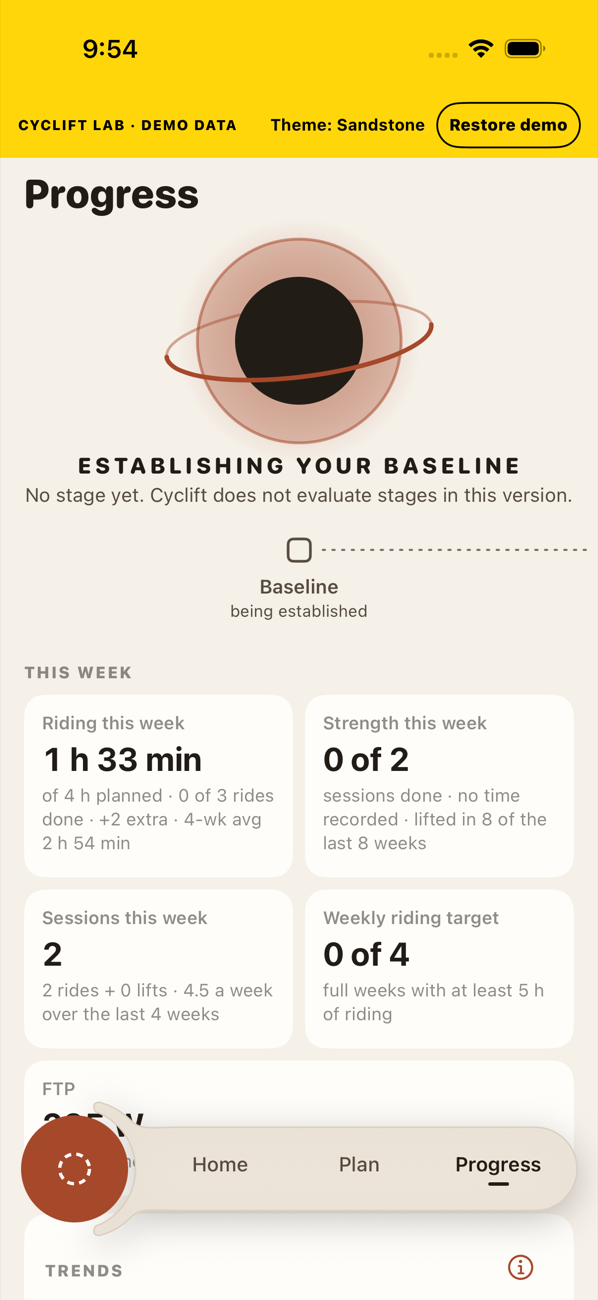 9:54
CYCLIFT LAB · DEMO DATA
Theme: Sandstone
Restore demo
Progress
ESTABLISHING YOUR BASELINE
No stage yet. Cyclift does not evaluate stages in this version.
Baseline
being established
THIS WEEK
Riding this week
1 h 33 min
of 4 h planned · 0 of 3 rides
done · +2 extra · 4-wk avg
2 h 54 min
Strength this week
0 of 2
sessions done · no time
recorded · lifted in 8 of the
last 8 weeks
Sessions this week
2
2 rides + 0 lifts · 4.5 a week
over the last 4 weeks
Weekly riding target
0 of 4
full weeks with at least 5 h
of riding
FTP
Home
Plan
Progress
TRENDS